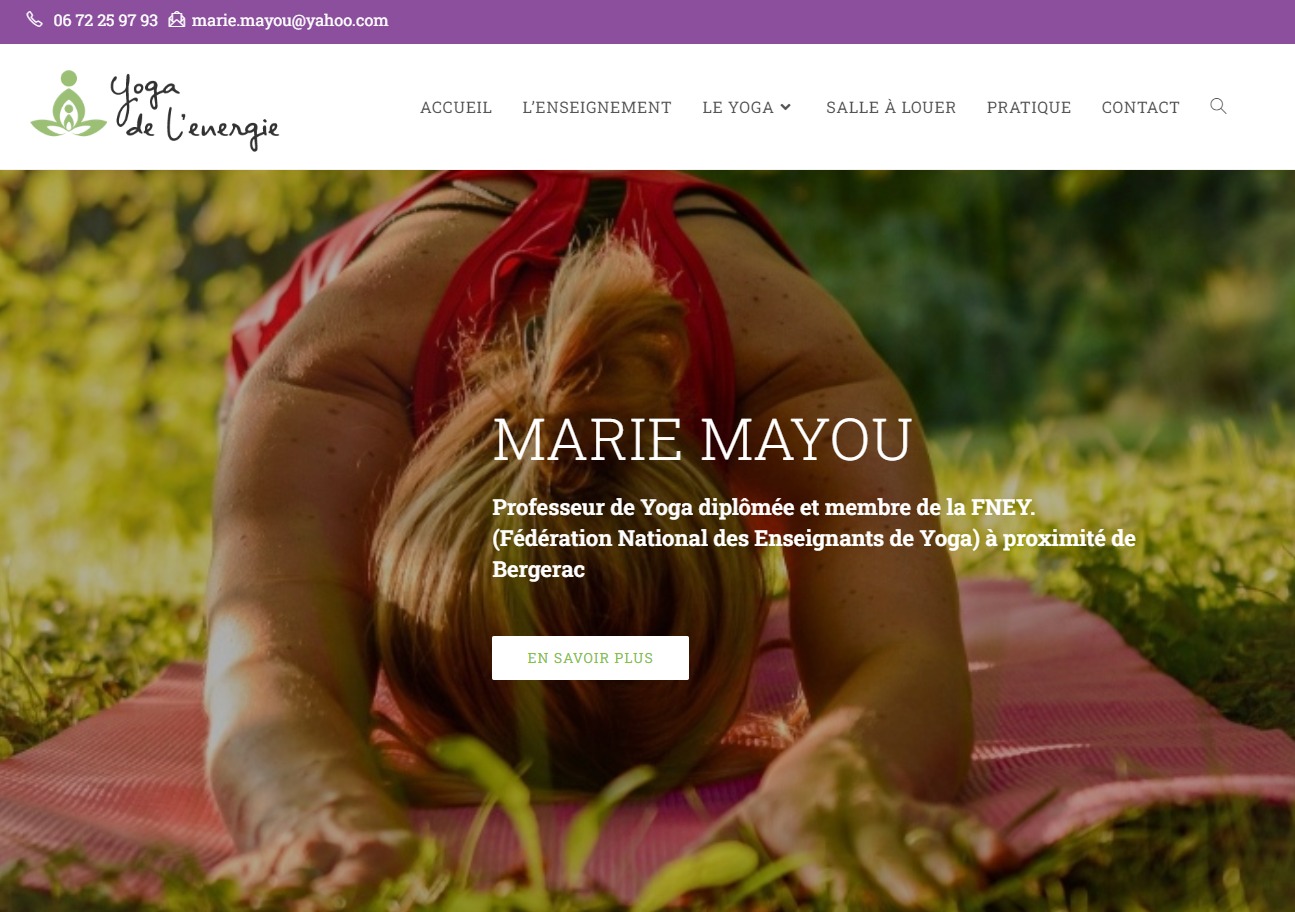 06 72 25 97 93 marie.mayou@yahoo.com
Yoga
de l'energie
ACCUEIL L'ENSEIGNEMENT LE YOGA SALLE À LOUER PRATIQUE CONTACT
MARIE MAYOU
Professeur de Yoga diplômée et membre de la FNEY.
(Fédération National des Enseignants de Yoga) à proximité de
Bergerac
EN SAVOIR PLUS